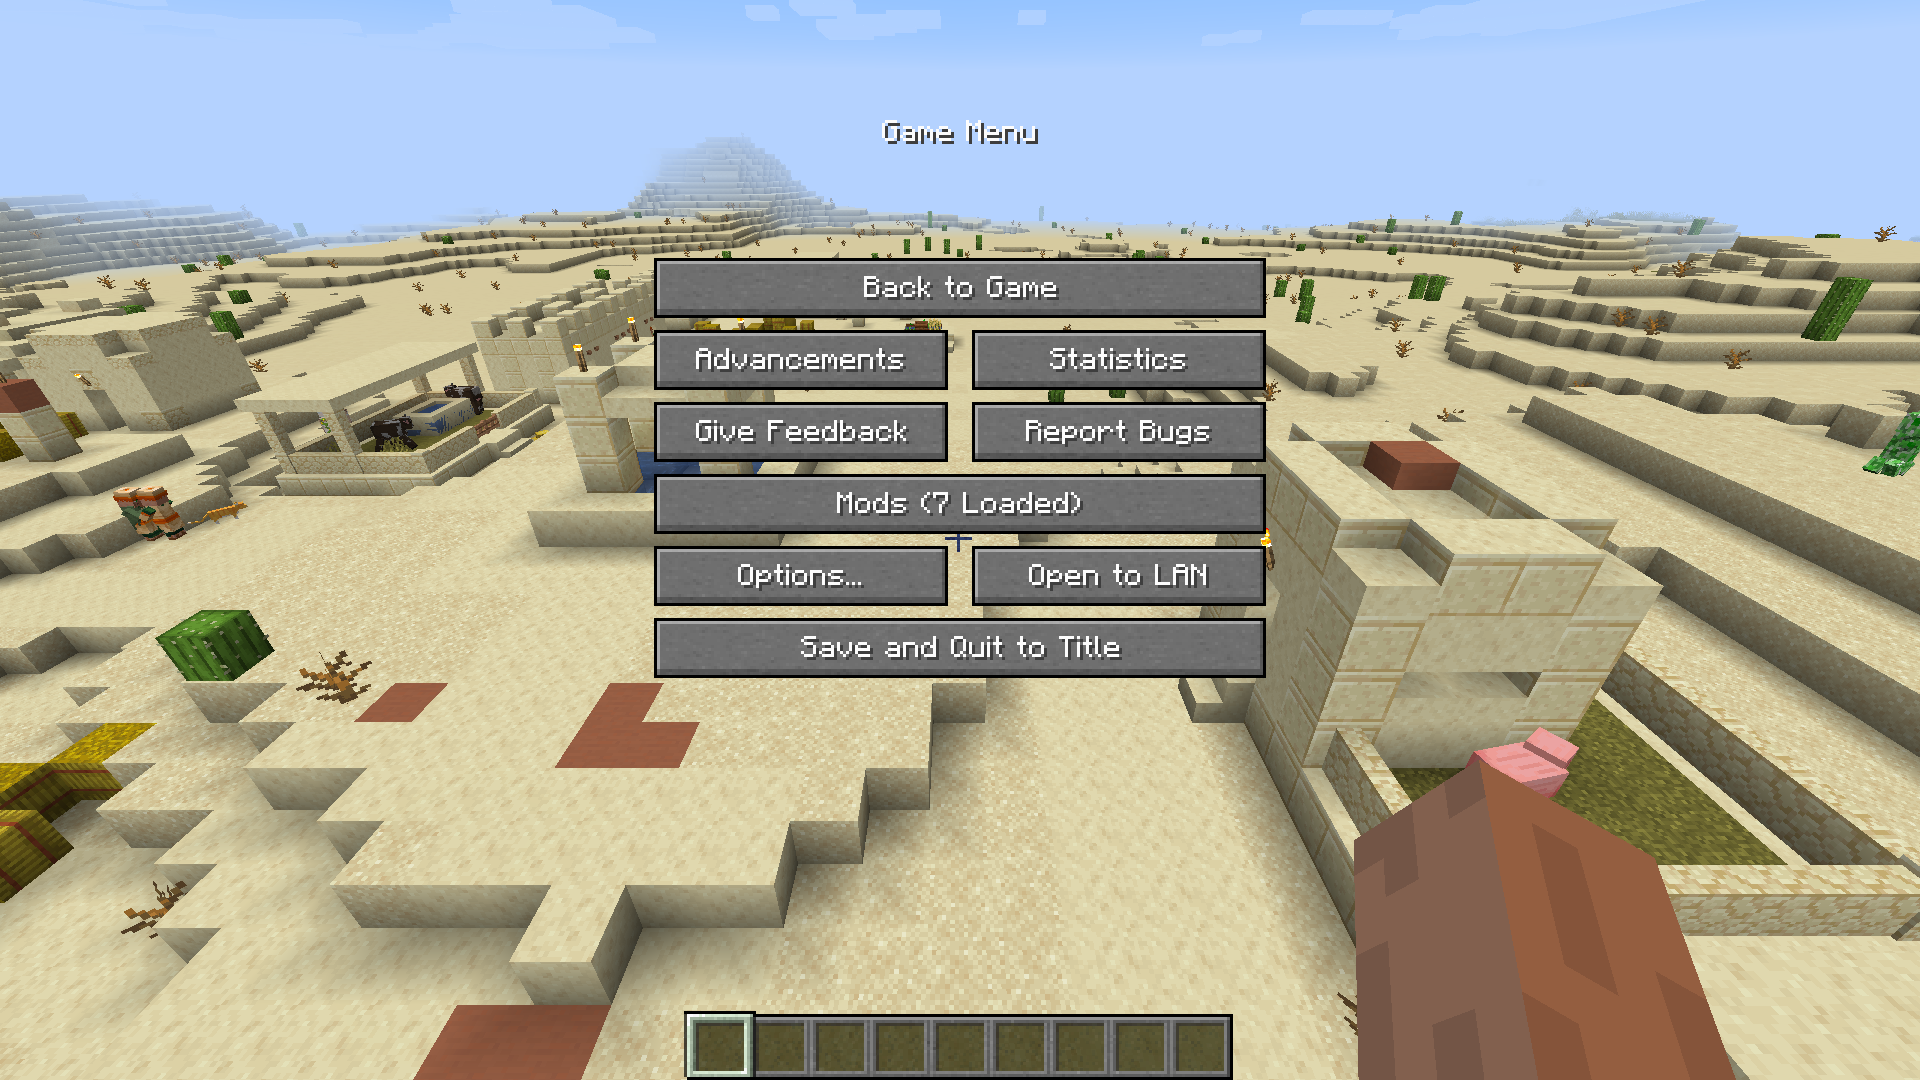 Game Menu
Back to Game
Advancements
Statistics
Give Feedback
Report Bugs
Mods (7 Loaded)
Options...
Open to LAN
Save and Quit to Title